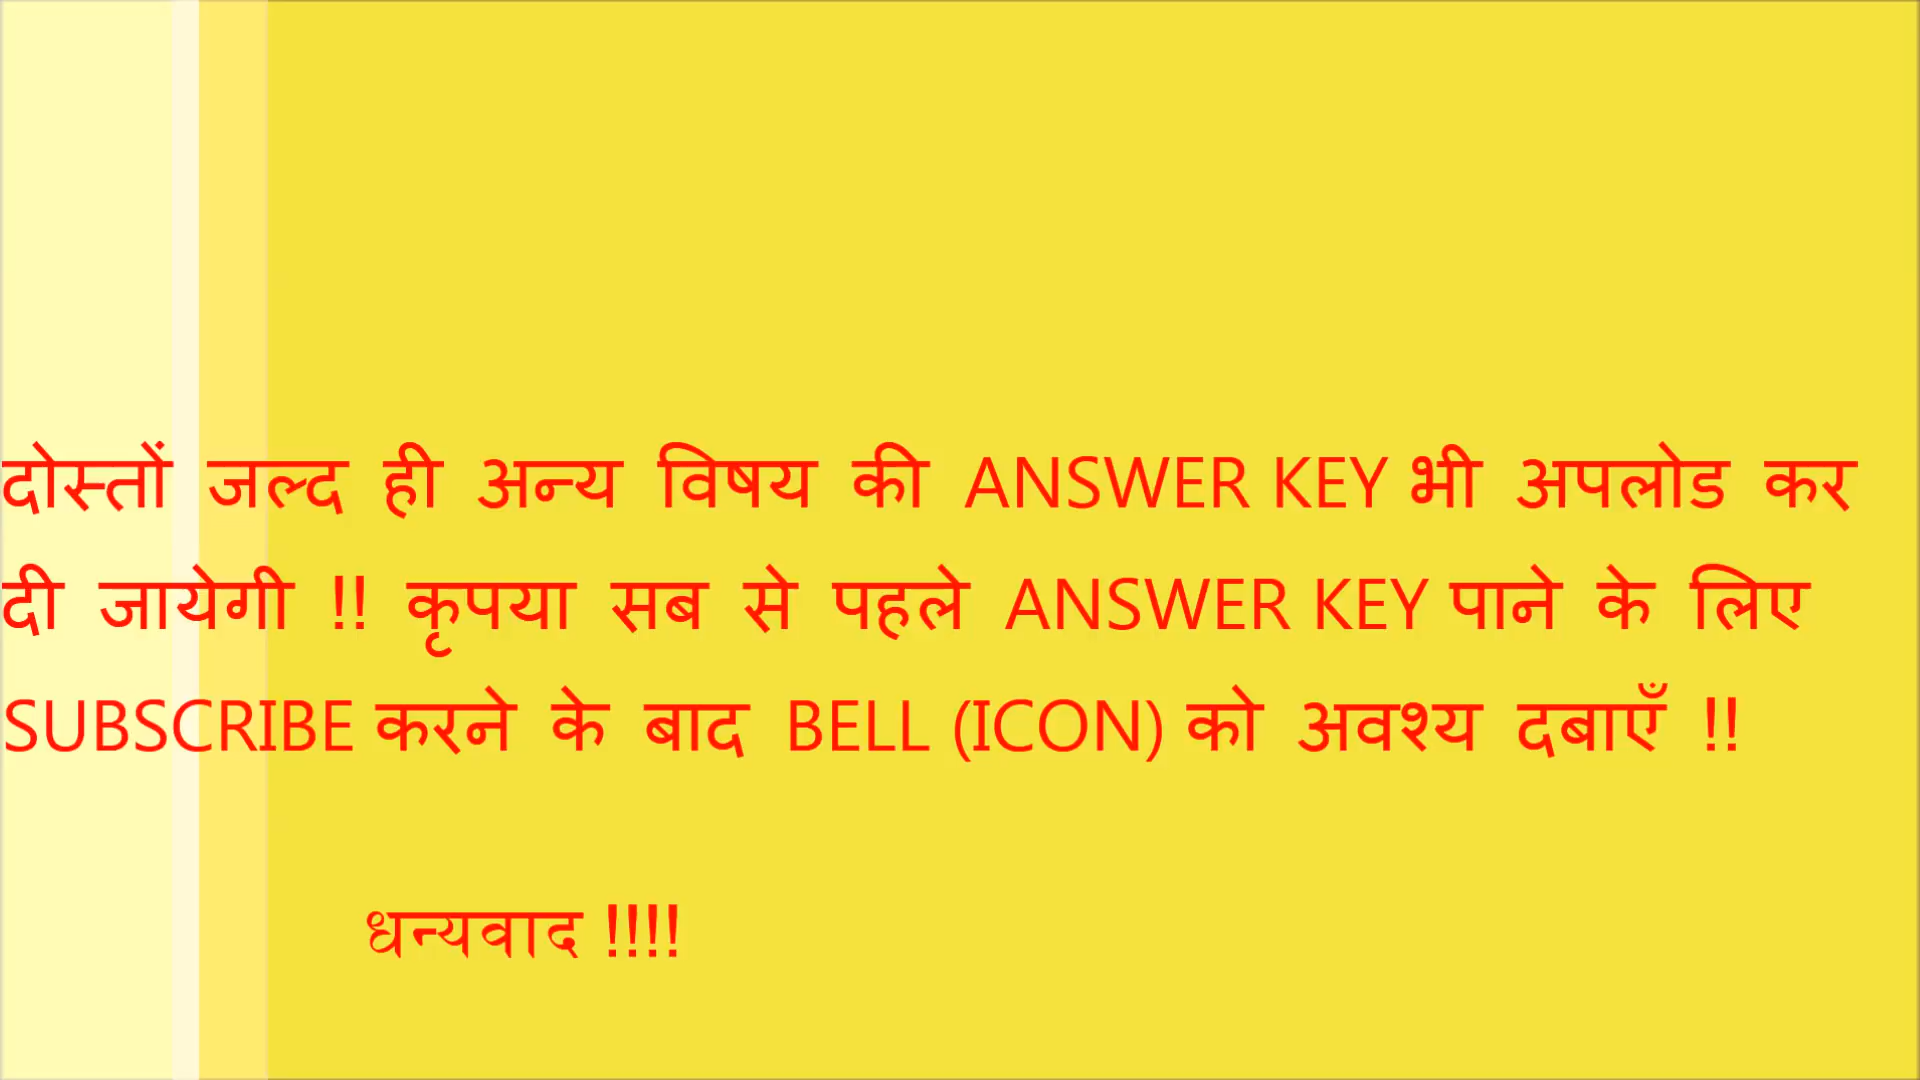 दोस्तों जल्द ही अन्य विषय की ANSWER KEY भी अपलोड कर
दी जायेगी !! कृपया सब से पहले ANSWER KEY पाने के लिए
SUBSCRIBE करने के बाद BELL (ICON) को अवश्य दबाएँ !!
धन्यवाद !!!!